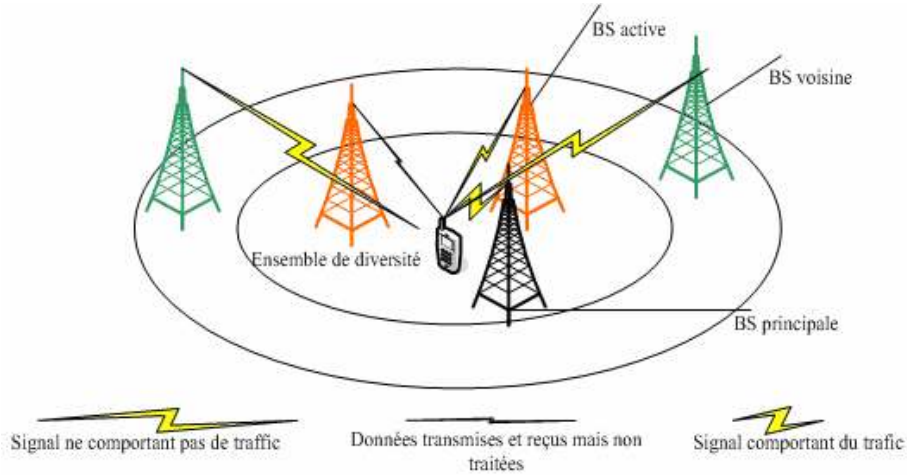 BS active
BS voisine
Ensemble de diversité
BS principale
Signal ne comportant pas de traffic
Données transmises et reçus mais non
traitées
Signal comportant du trafic